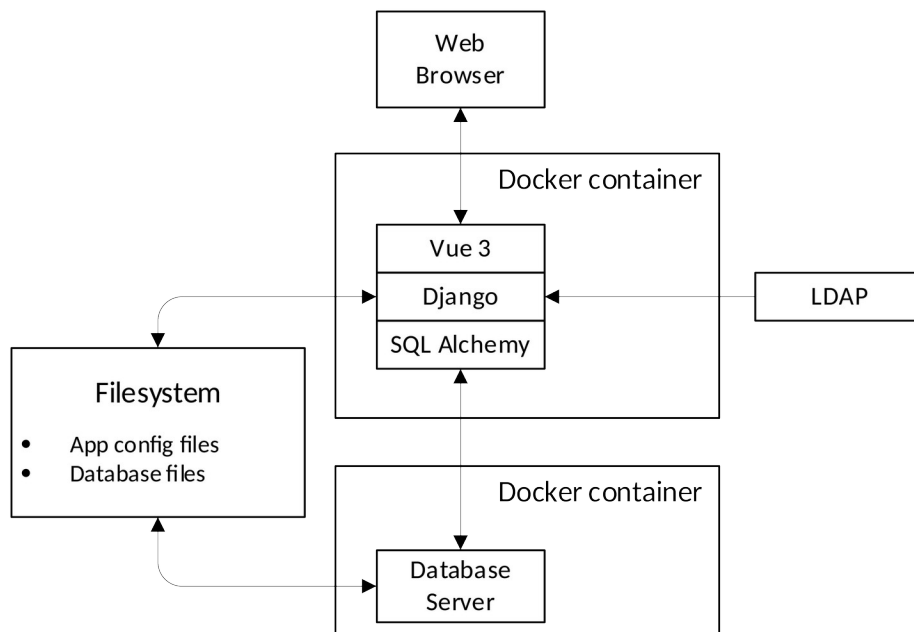 Web
Browser
Docker container
Vue 3
Django
LDAP
SQL Alchemy
Filesystem
• App config files
• Database files
Docker container
Database
Server